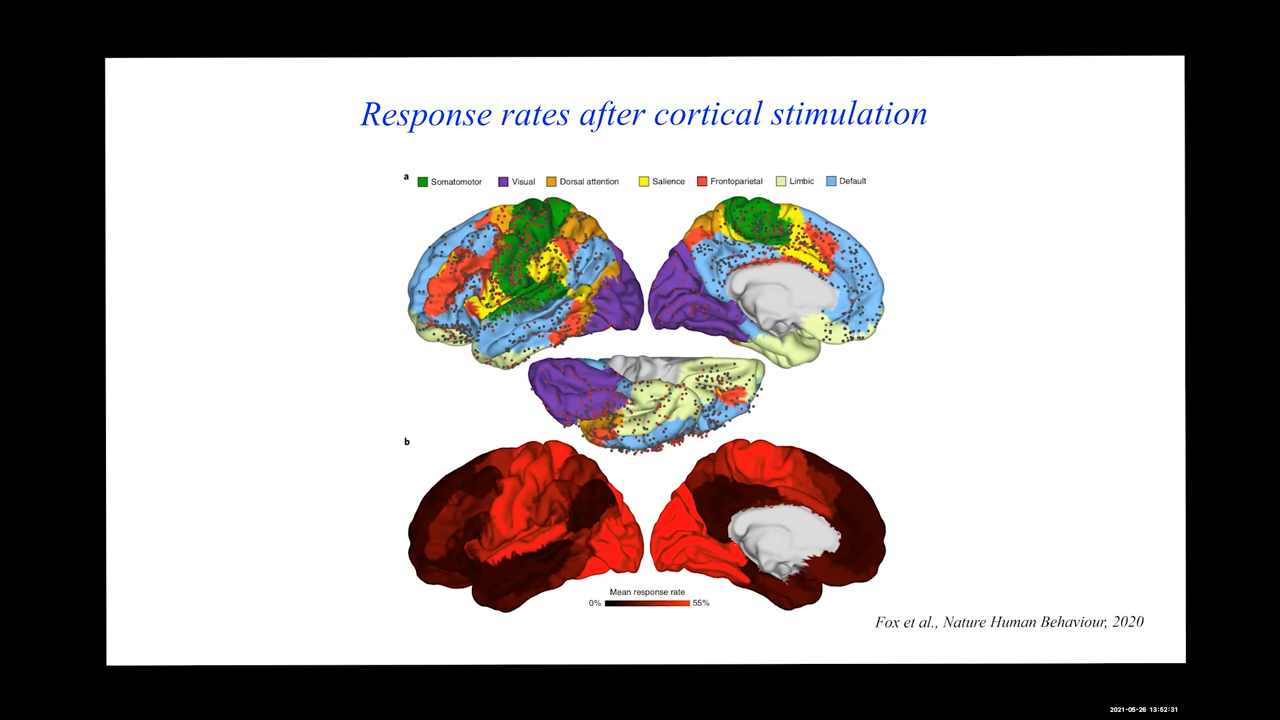 Response rates after cortical stimulation
a
Somatomotor Visual Dorsal attention Salience Frontoparietal Limbic Default
b
Mean response rate
0% 55%
Fox et al., Nature Human Behaviour, 2020
2021-05-26 13:52:31